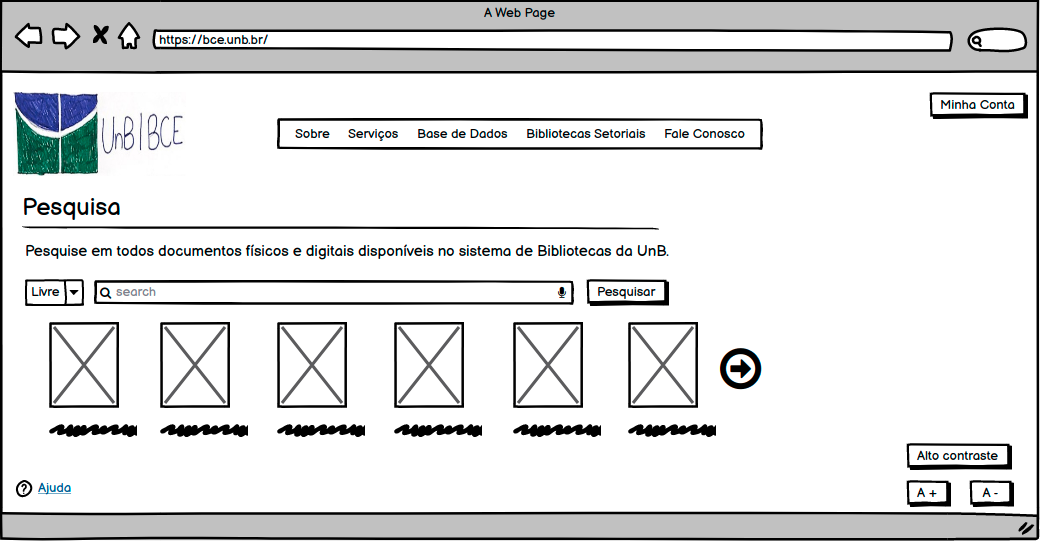 A Web Page
https://bce.unb.br/
Minha Conta
UnB|BCE
Sobre Serviços Base de Dados Bibliotecas Setoriais Fale Conosco
Pesquisa
Pesquise em todos documentos físicos e digitais disponíveis no sistema de Bibliotecas da UnB.
Livre search Pesquisar
Alto contraste
Ajuda
A + A -